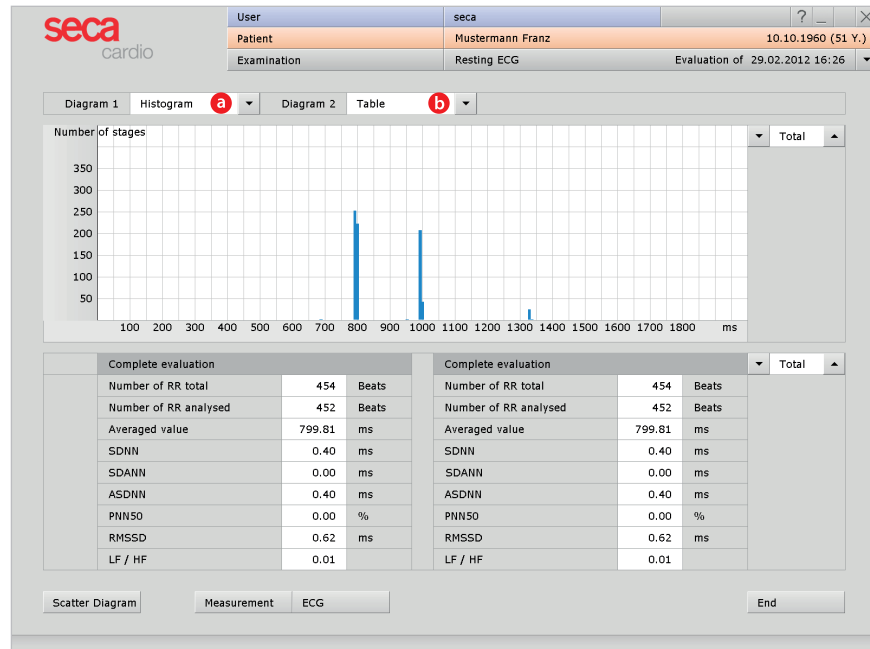 seca
cardio
User seca ? _ X
Patient Mustermann Franz 10.10.1960 (51 Y.)
Examination Resting ECG Evaluation of 29.02.2012 16:26
Diagram 1 Histogram a Diagram 2 Table b
Number of stages Total
350
300
250
200
150
100
50
100 200 300 400 500 600 700 800 900 1000 1100 1200 1300 1400 1500 1600 1700 1800 ms
Complete evaluation Complete evaluation Total
Number of RR total 454 Beats Number of RR total 454 Beats
Number of RR analysed 452 Beats Number of RR analysed 452 Beats
Averaged value 799.81 ms Averaged value 799.81 ms
SDNN 0.40 ms SDNN 0.40 ms
SDANN 0.00 ms SDANN 0.00 ms
ASDNN 0.40 ms ASDNN 0.40 ms
PNN50 0.00 % PNN50 0.00 %
RMSSD 0.62 ms RMSSD 0.62 ms
LF / HF 0.01 LF / HF 0.01
Scatter Diagram Measurement ECG End